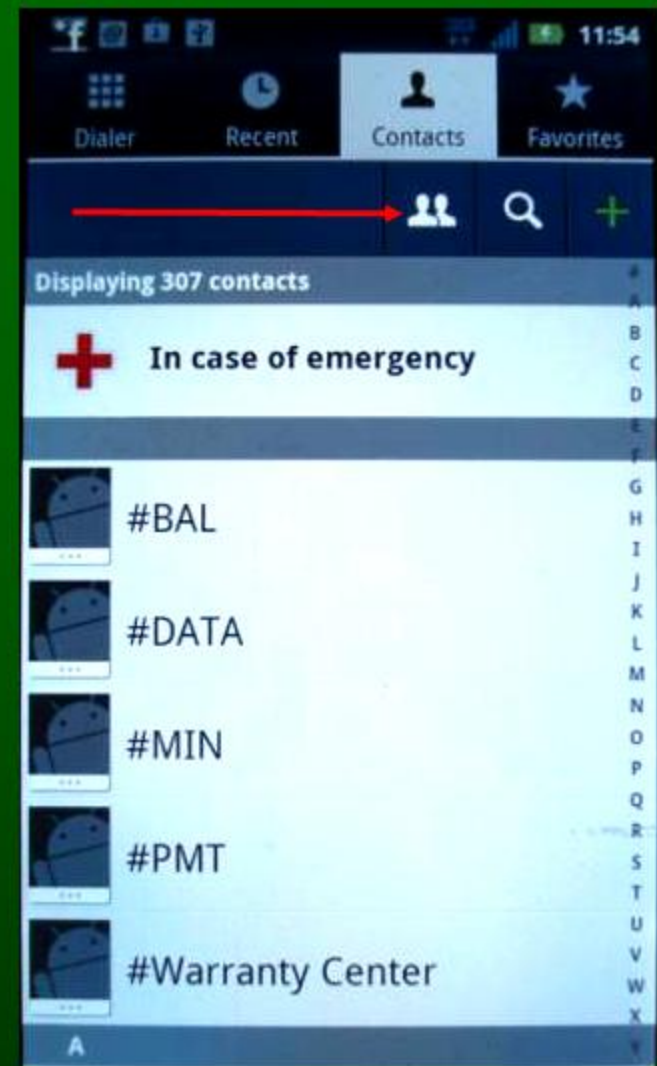 11:54
Dialer Recent Contacts Favorites
Displaying 307 contacts
In case of emergency
#BAL
#DATA
#MIN
#PMT
#Warranty Center
A
#
A
B
C
D
E
F
G
H
I
J
K
L
M
N
O
P
Q
R
S
T
U
V
W
X
Y